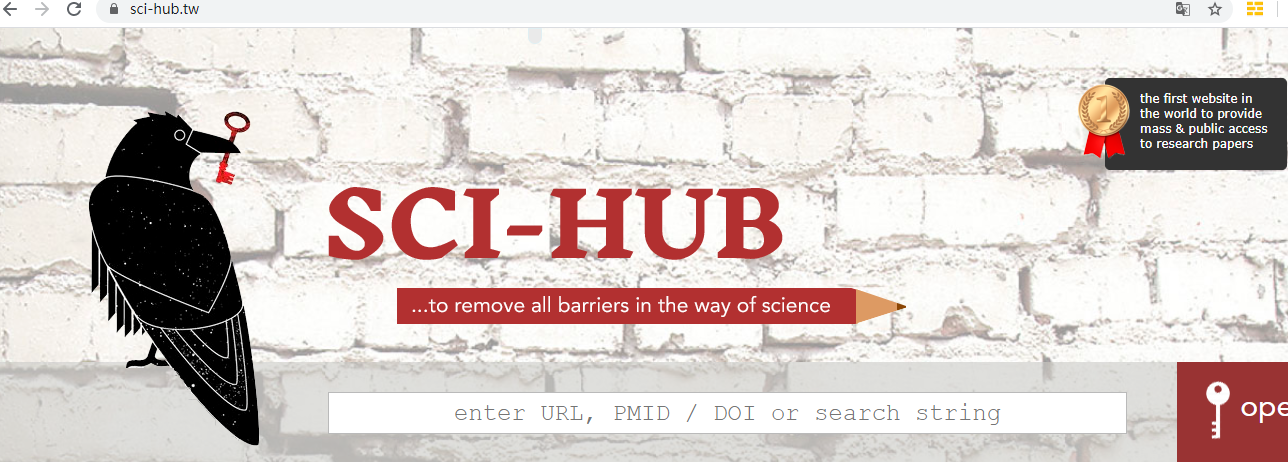 sci-hub.tw
the first website in
the world to provide
mass & public access
to research papers
1
SCI-HUB
...to remove all barriers in the way of science
enter URL, PMID / DOI or search string
ope